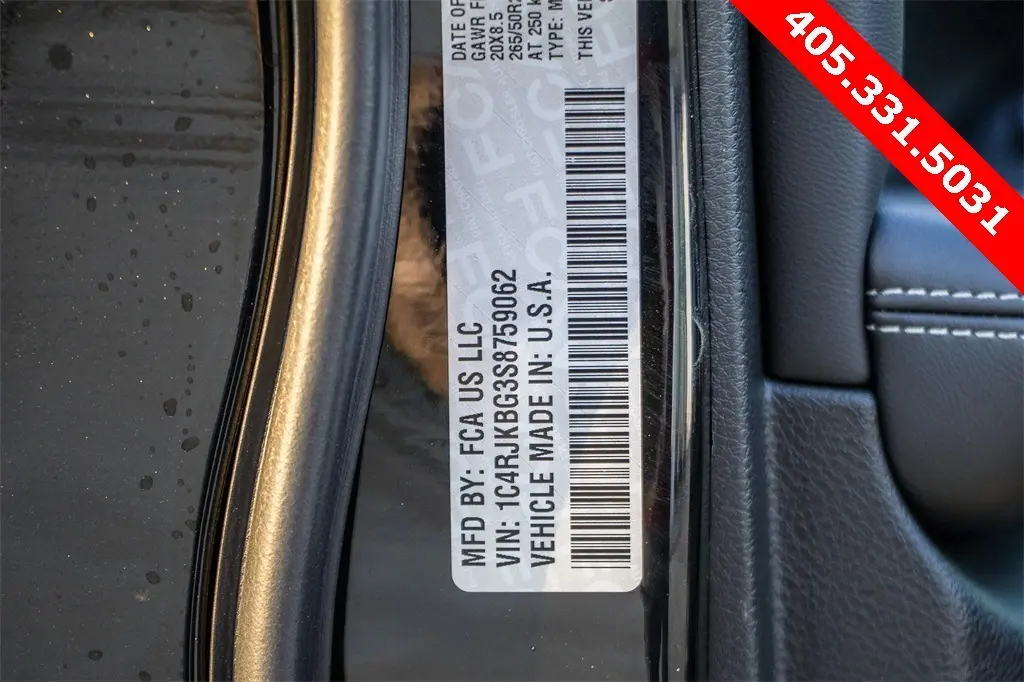 MFD BY: FCA US LLC
VIN: 1C4RJKBG3S8759062
VEHICLE MADE IN: U.S.A.
DATE OF
GAWR
20X8.5
265/50R2
AT 250 k
TYPE: M
THIS VE
405.331.5031